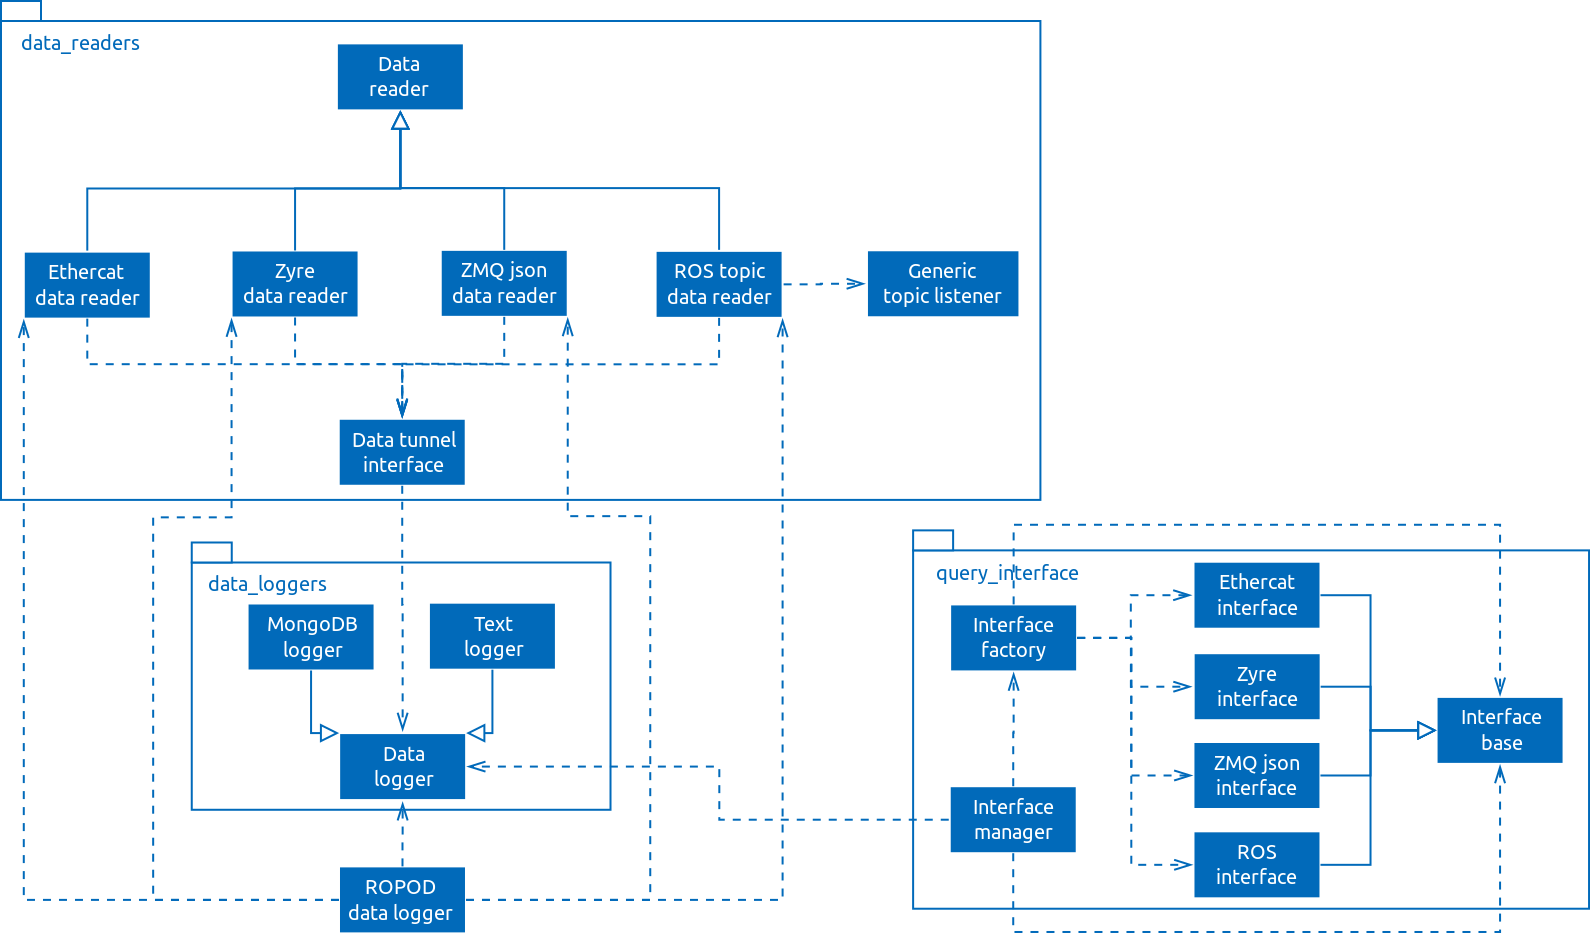 data_readers
Data
reader
Ethercat
data reader
Zyre
data reader
ZMQ json
data reader
ROS topic
data reader
Generic
topic listener
Data tunnel
interface
data_loggers
MongoDB
logger
Text
logger
Data
logger
ROPOD
data logger
query_interface
Interface
factory
Interface
manager
Ethercat
interface
Zyre
interface
ZMQ json
interface
ROS
interface
Interface
base